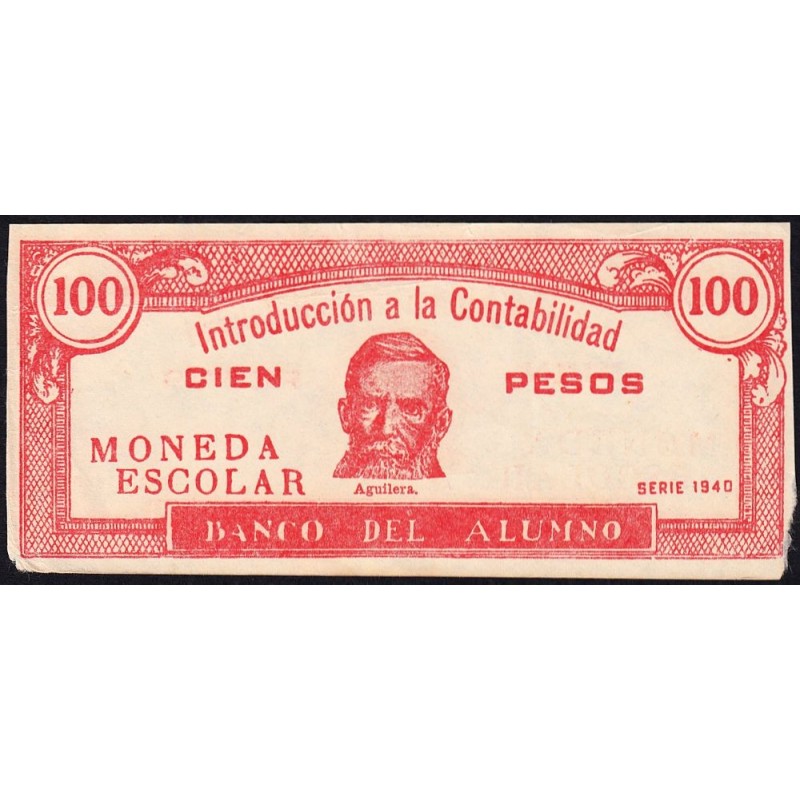 100 100
Introducción a la Contabilidad
CIEN PESOS
MONEDA
ESCOLAR
Aguilera.
SERIE 1940
BANCO DEL ALUMNO